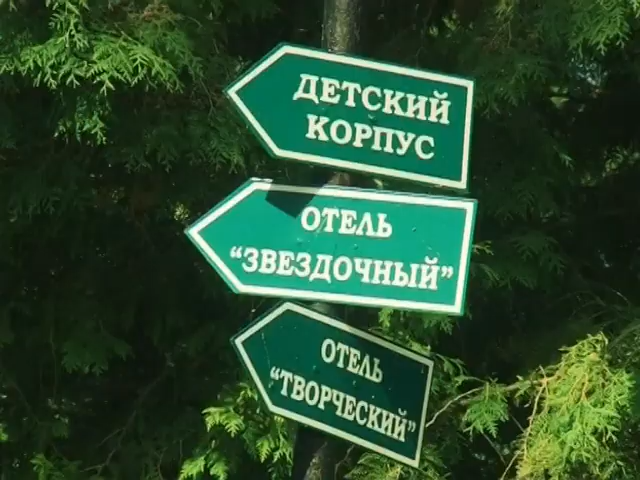 ДЕТСКИЙ
КОРПУС
ОТЕЛЬ
“ЗВЕЗДОЧНЫЙ”
ОТЕЛЬ
“ТВОРЧЕСКИЙ”